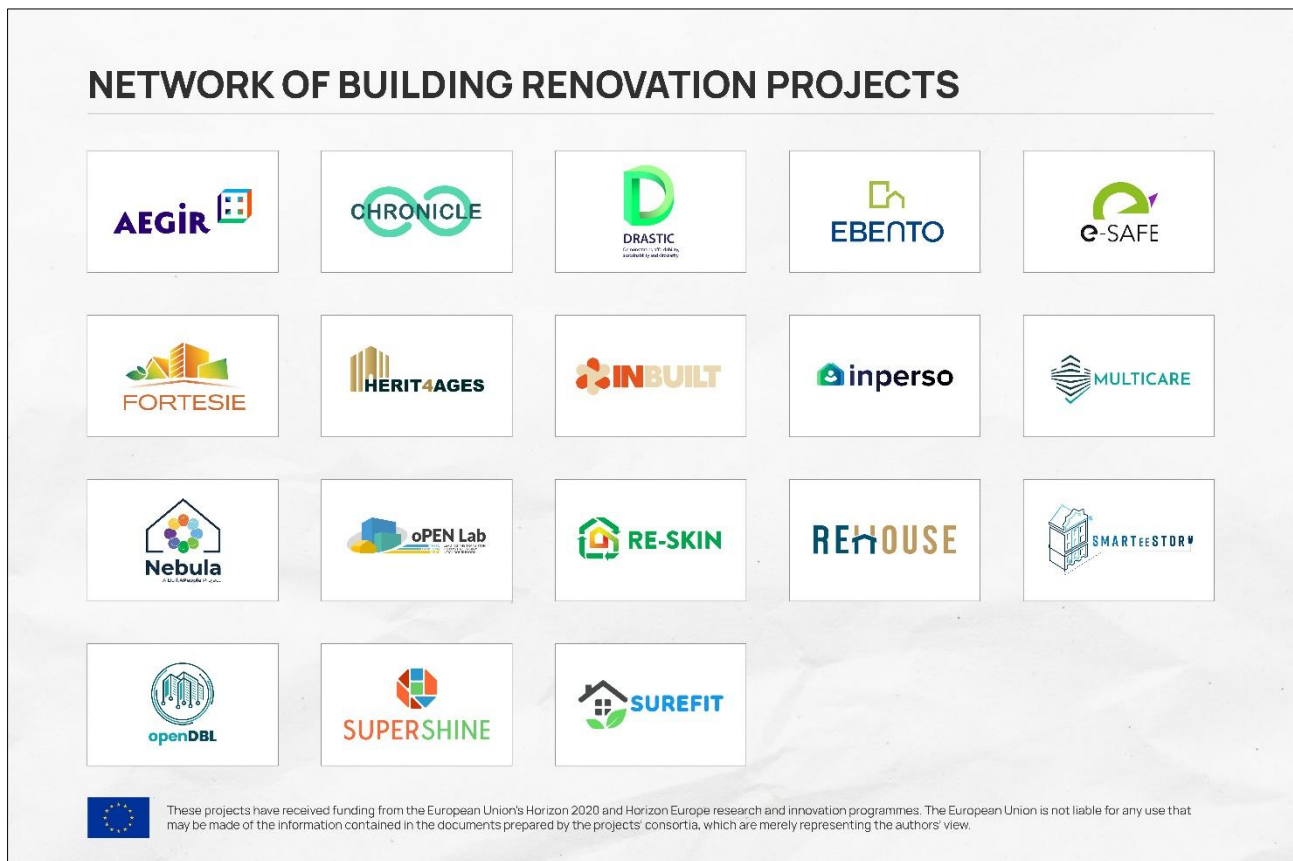 NETWORK OF BUILDING RENOVATION PROJECTS
AEGIR
CHRONICLE
DRASTIC
EBENTO
e-SAFE
FORTESIE
HERIT4AGES
INBUILT
inperso
MULTICARE
Nebula
oPEN Lab
RE-SKIN
REHOUSE
SMARTEESTORY
openDBL
SUPERSHINE
SUREFIT
These projects have received funding from the European Union's Horizon 2020 and Horizon Europe research and innovation programmes. The European Union is not liable for any use that
may be made of the information contained in the documents prepared by the projects' consortia, which are merely representing the authors' view.